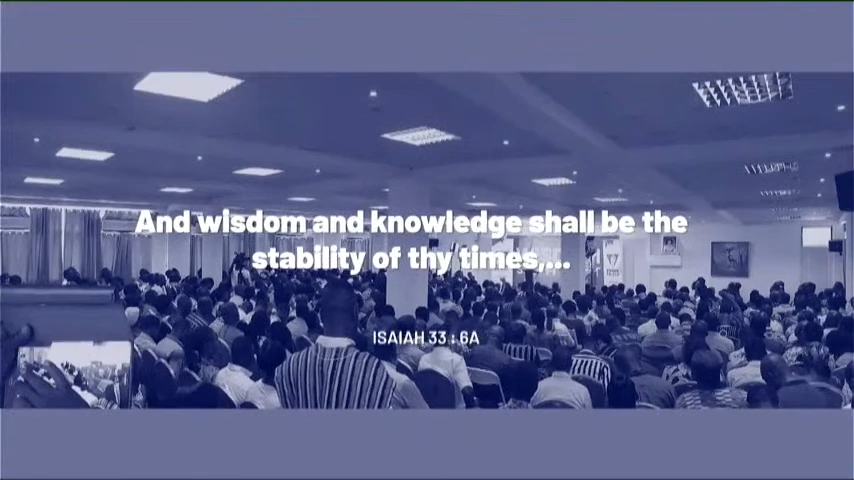 And wisdom and knowledge shall be the
stability of thy times,...
ISAIAH 33 : 6A